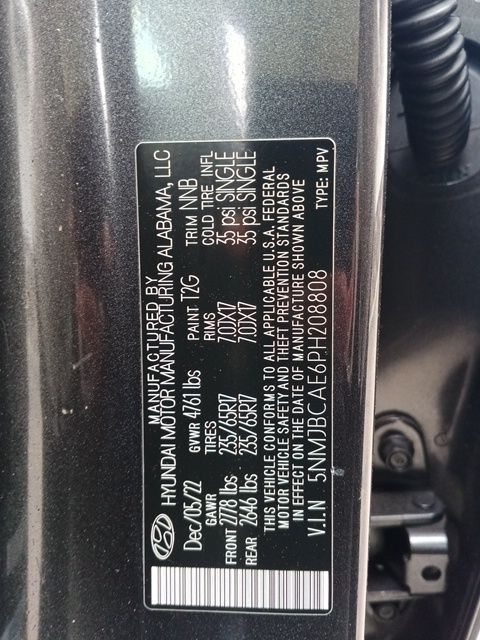 MANUFACTURED BY
HYUNDAI MOTOR MANUFACTURING ALABAMA, LLC
Dec/05/22 GVWR 4761 lbs PAINT T2G TRIM NNB
GAWR TIRES RIMS COLD TIRE INFL
FRONT 2778 lbs 235/65R17 7.0JX17 35 psi SINGLE
REAR 2646 lbs 235/65R17 7.0JX17 35 psi SINGLE
THIS VEHICLE CONFORMS TO ALL APPLICABLE U.S.A. FEDERAL
MOTOR VEHICLE SAFETY AND THEFT PREVENTION STANDARDS
IN EFFECT ON THE DATE OF MANUFACTURE SHOWN ABOVE
V.I.N 5NMJBCAE6PH208808 TYPE: MPV